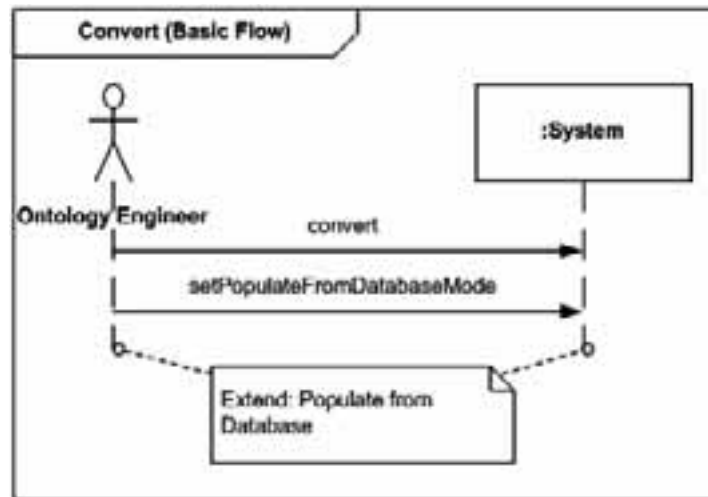 Convert (Basic Flow)
:System
Ontology Engineer
convert
setPopulateFromDatabaseMode
Extend: Populate from
Database